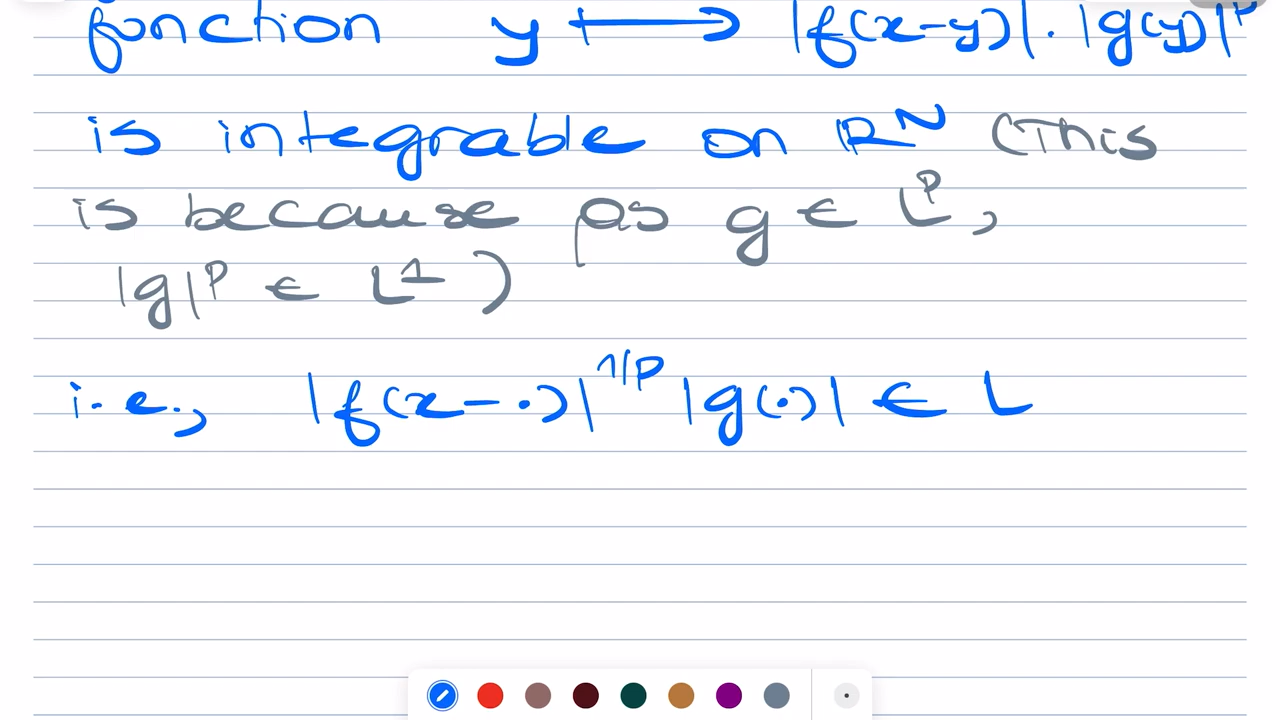 function y ⟼ |f(x-y)|·|g(y)|^p
is integrable on R^N (This
is because as g ∈ L^p,
|g|^p ∈ L^1 )
i.e., |f(x-·)|^{1/p} |g(·)| ∈ L